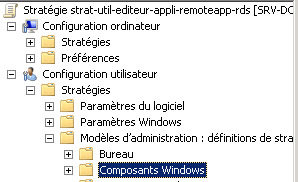 Stratégie strat-util-editeur-appli-remoteapp-rds [SRV-DC
Configuration ordinateur
Stratégies
Préférences
Configuration utilisateur
Stratégies
Paramètres du logiciel
Paramètres Windows
Modèles d'administration : définitions de stra
Bureau
Composants Windows